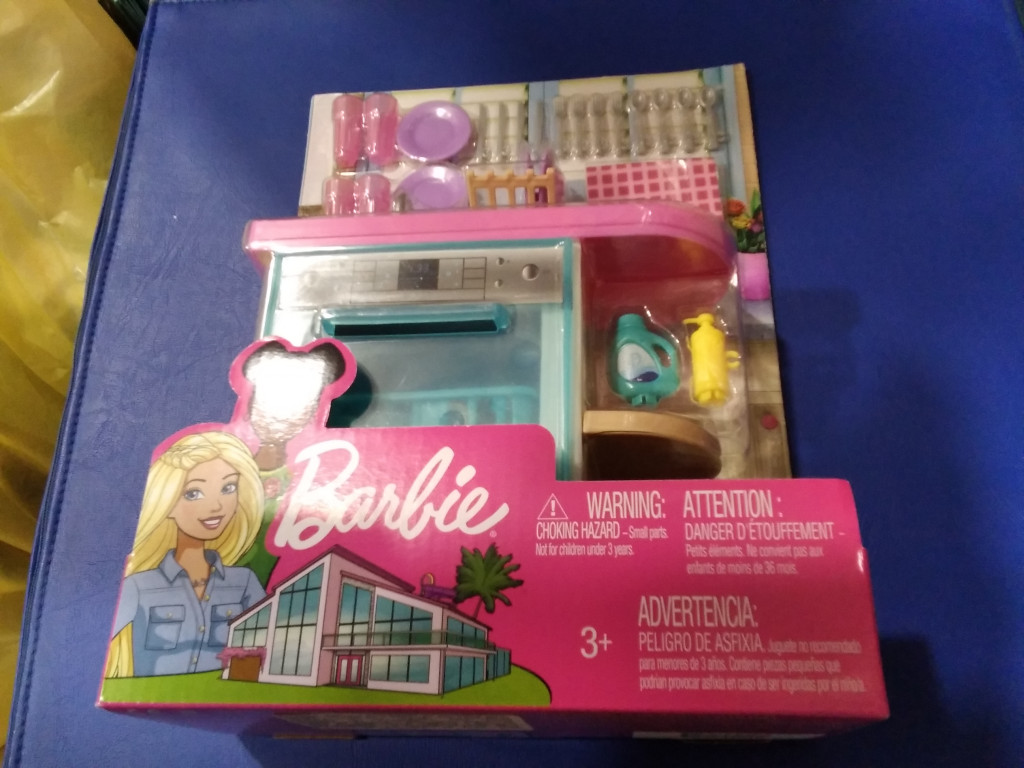 Barbie
WARNING:
CHOKING HAZARD – Small parts.
Not for children under 3 years.
ATTENTION :
DANGER D'ÉTOUFFEMENT –
Petits éléments. Ne convient pas aux
enfants de moins de 36 mois.
3+
ADVERTENCIA:
PELIGRO DE ASFIXIA. Juguete no recomendado
para menores de 3 años. Contiene piezas pequeñas que
podrían provocar asfixia en caso de ser ingeridas por el niño/a.